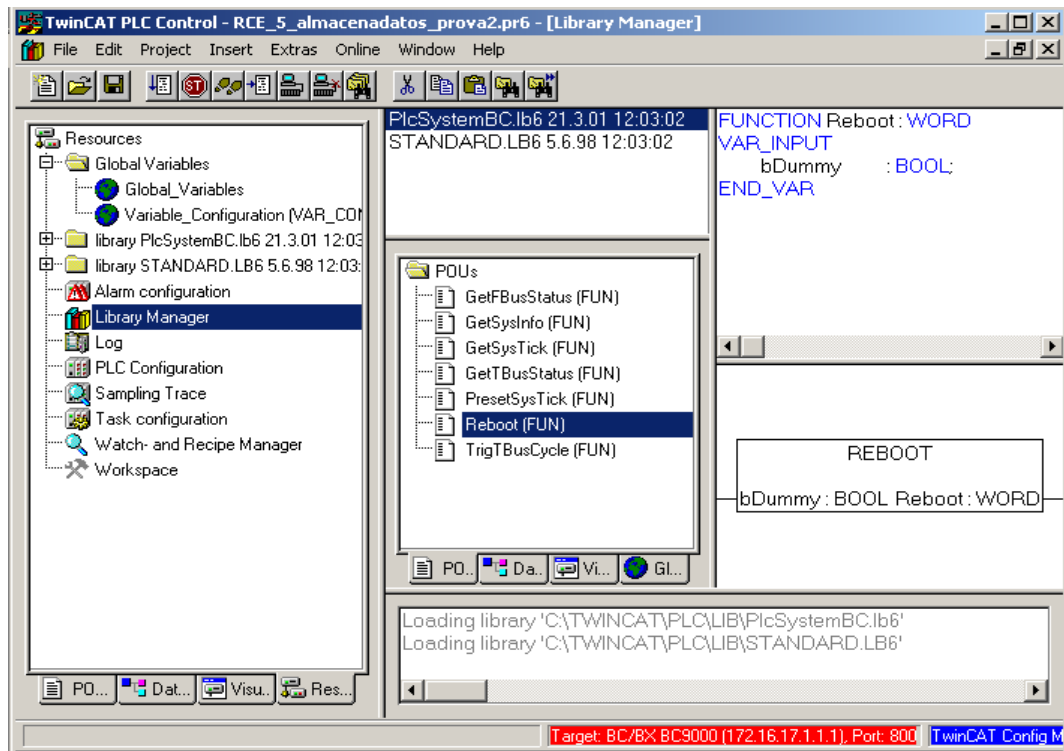 TwinCAT PLC Control - RCE_5_almacenadatos_prova2.pr6 - [Library Manager]
File Edit Project Insert Extras Online Window Help
Resources
Global Variables
Global_Variables
Variable_Configuration (VAR_CON
library PlcSystemBC.lb6 21.3.01 12:03
library STANDARD.LB6 5.6.98 12:03:
Alarm configuration
Library Manager
Log
PLC Configuration
Sampling Trace
Task configuration
Watch- and Recipe Manager
Workspace
PO... Dat... Visu.. Res...
PlcSystemBC.lb6 21.3.01 12:03:02
STANDARD.LB6 5.6.98 12:03:02
POUs
GetFBusStatus (FUN)
GetSysInfo (FUN)
GetSysTick (FUN)
GetTBusStatus (FUN)
PresetSysTick (FUN)
Reboot (FUN)
TrigTBusCycle (FUN)
PO.. Da.. Vi... Gl...
FUNCTION Reboot : WORD
VAR_INPUT
bDummy : BOOL;
END_VAR
REBOOT
bDummy : BOOL Reboot : WORD
Loading library 'C:\TWINCAT\PLC\LIB\PlcSystemBC.lb6'
Loading library 'C:\TWINCAT\PLC\LIB\STANDARD.LB6'
Target: BC/BX BC9000 (172.16.17.1.1.1), Port: 800 TwinCAT Config M